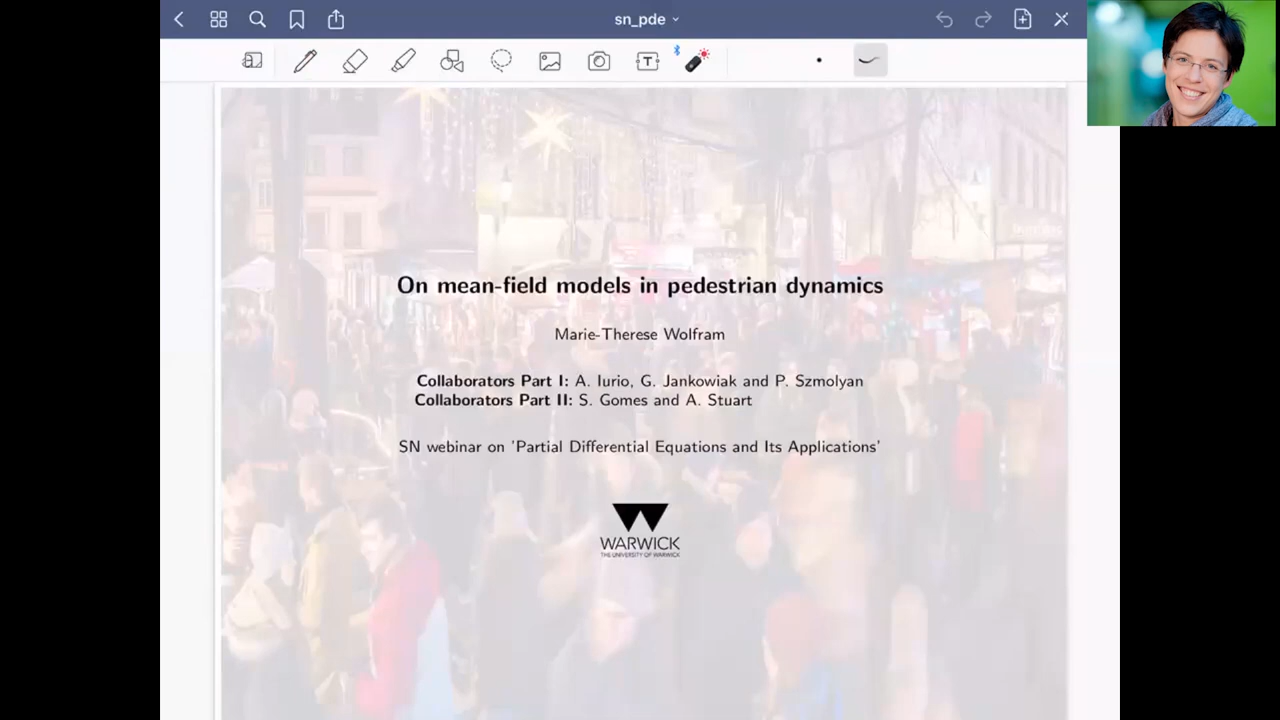 sn_pde
T
On mean-field models in pedestrian dynamics
Marie-Therese Wolfram
Collaborators Part I: A. Iurio, G. Jankowiak and P. Szmolyan
Collaborators Part II: S. Gomes and A. Stuart
SN webinar on 'Partial Differential Equations and Its Applications'
WARWICK
THE UNIVERSITY OF WARWICK